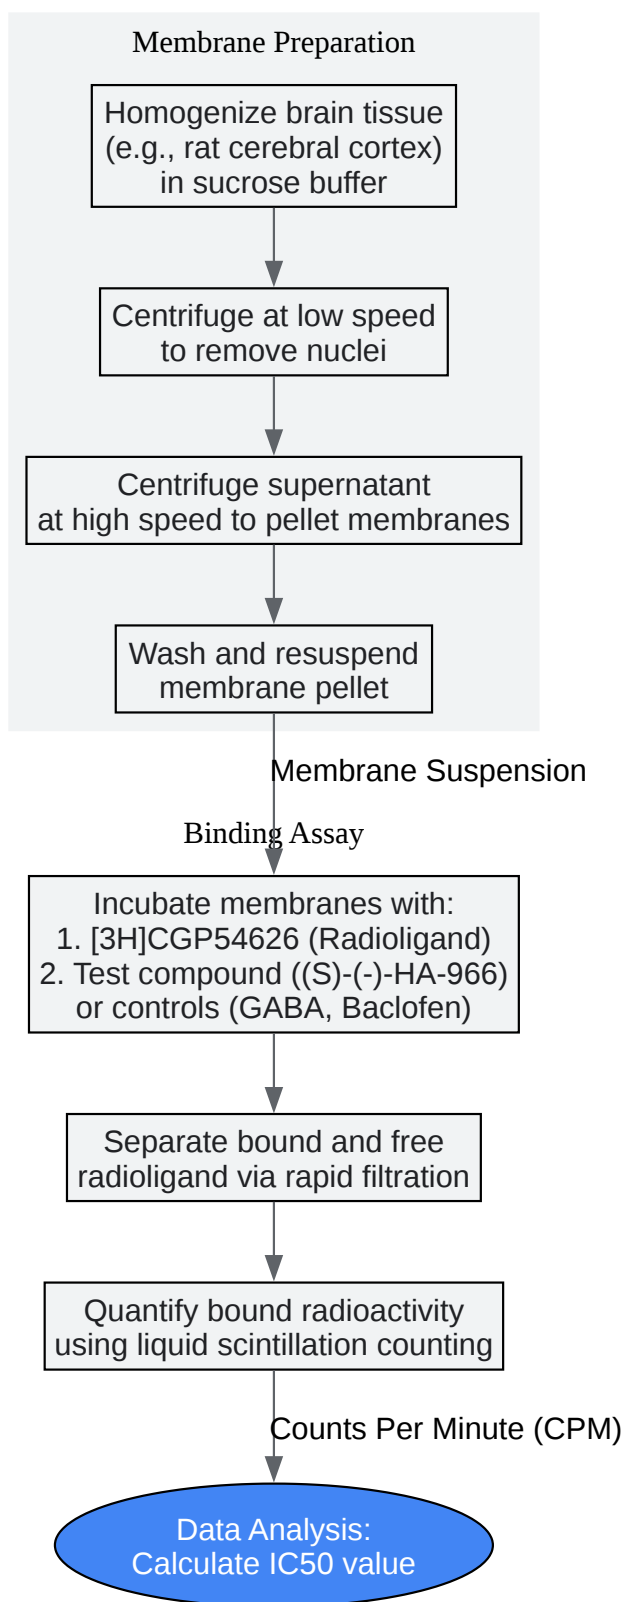 Membrane Preparation
Homogenize brain tissue
(e.g., rat cerebral cortex)
in sucrose buffer
Centrifuge at low speed
to remove nuclei
Centrifuge supernatant
at high speed to pellet membranes
Wash and resuspend
membrane pellet
Membrane Suspension
Binding Assay
Incubate membranes with:
1. [3H]CGP54626 (Radioligand)
2. Test compound ((S)-(-)-HA-966)
or controls (GABA, Baclofen)
Separate bound and free
radioligand via rapid filtration
Quantify bound radioactivity
using liquid scintillation counting
Counts Per Minute (CPM)
Data Analysis:
Calculate IC50 value